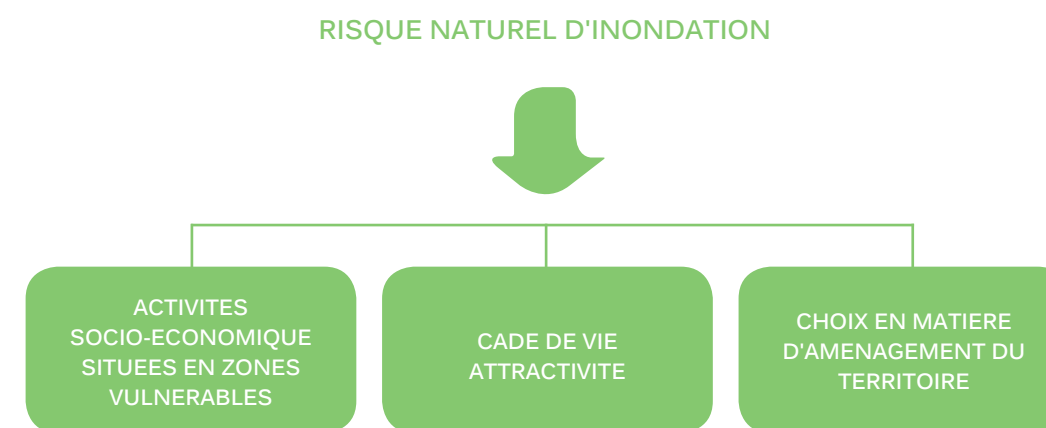 RISQUE NATUREL D'INONDATION
ACTIVITES
SOCIO-ECONOMIQUE
SITUEES EN ZONES
VULNERABLES
CADE DE VIE
ATTRACTIVITE
CHOIX EN MATIERE
D'AMENAGEMENT DU
TERRITOIRE